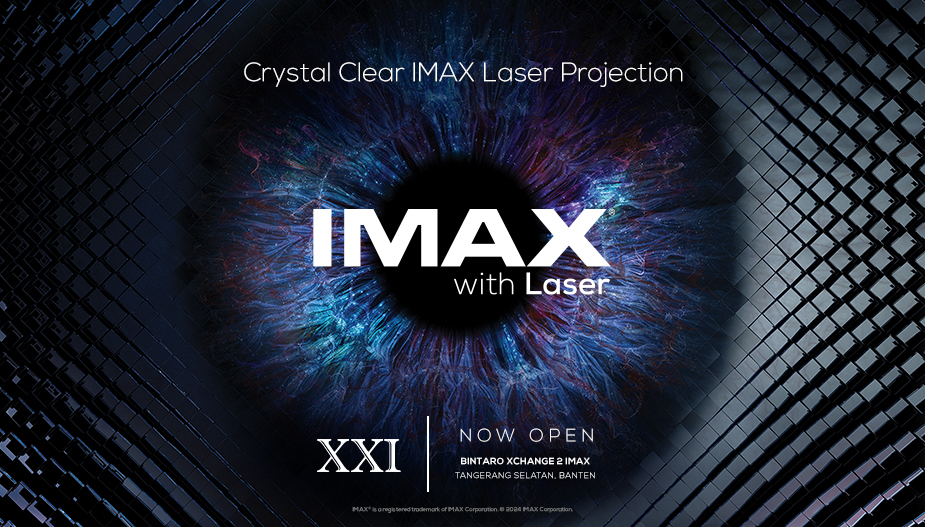 Crystal Clear IMAX Laser Projection
IMAX®
with Laser
XXI
NOW OPEN
BINTARO XCHANGE 2 IMAX
TANGERANG SELATAN, BANTEN
IMAX® is a registered trademark of IMAX Corporation. © 2024 IMAX Corporation.